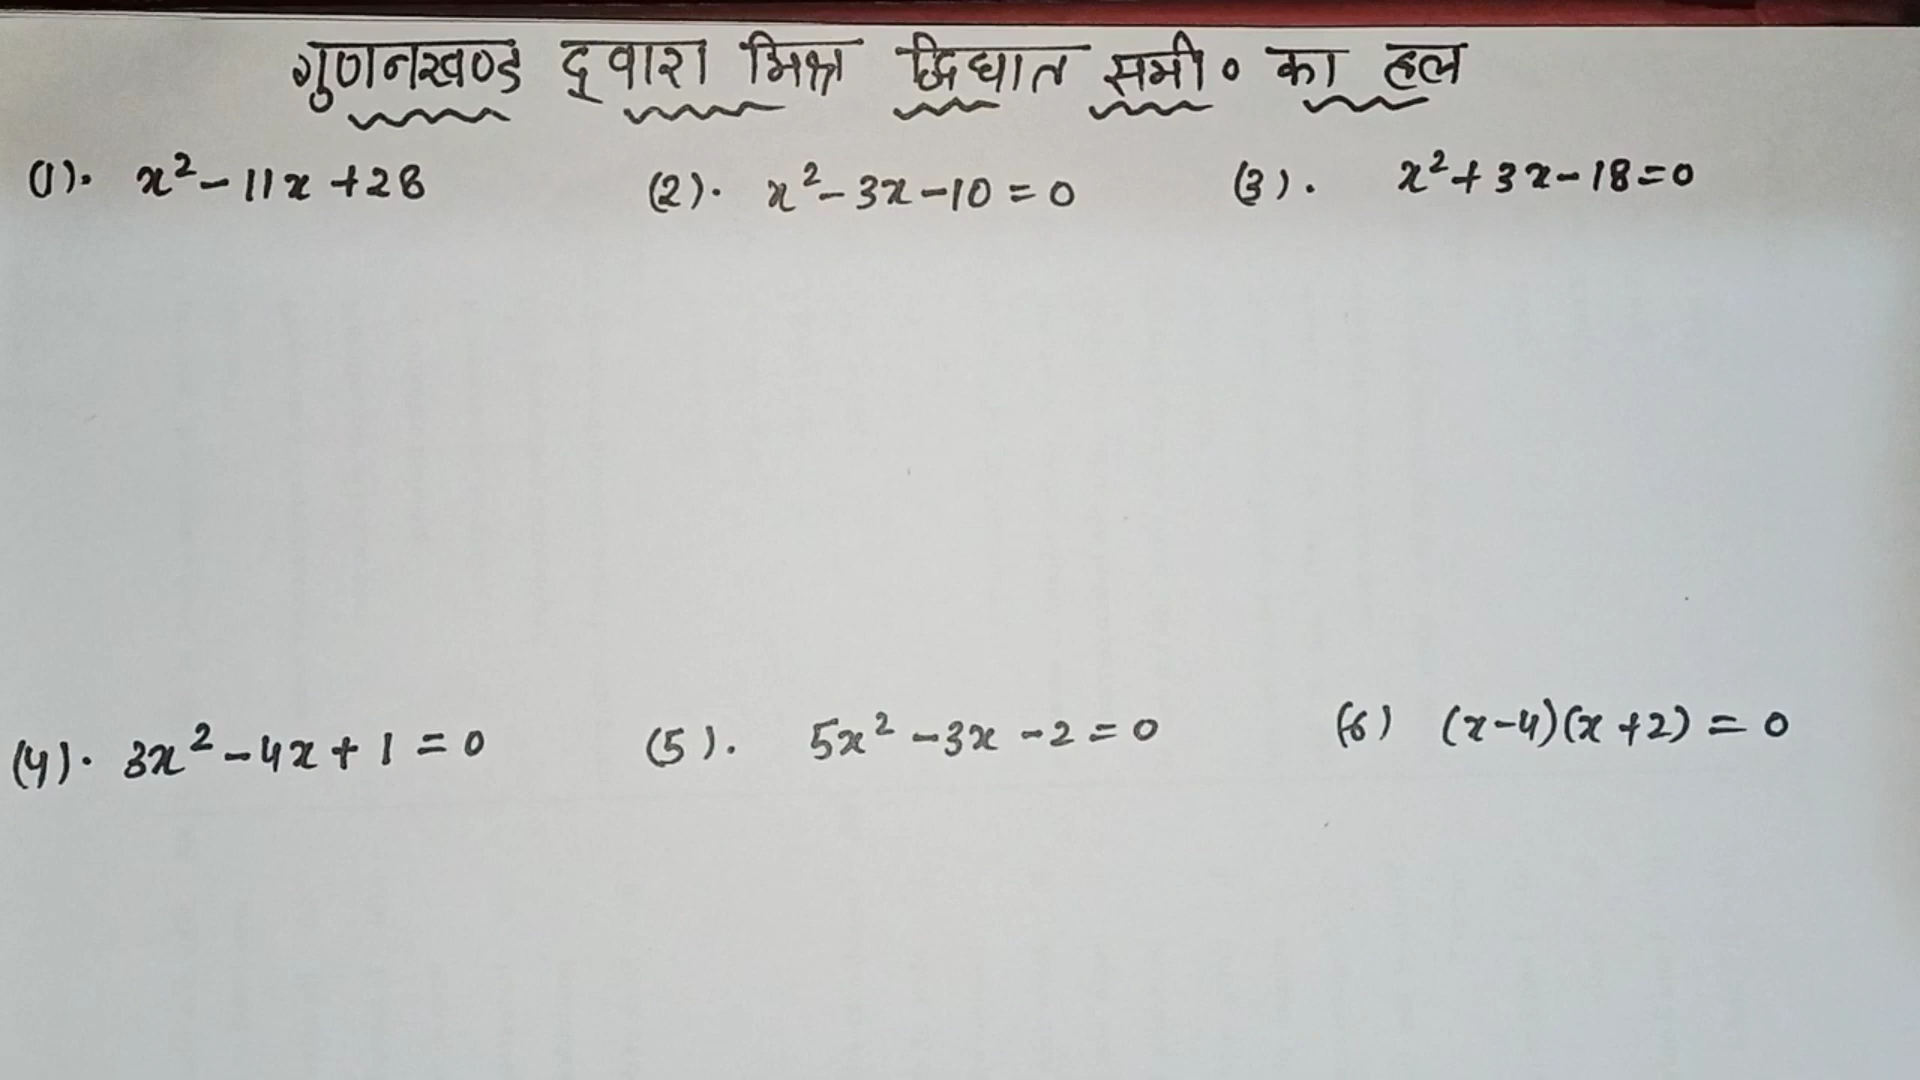 गुणनखण्ड द्वारा भिन्न द्विघात समी० का हल
(1). x² - 11x + 28
(2). x² - 3x - 10 = 0
(3). x² + 3x - 18 = 0
(4). 3x² - 4x + 1 = 0
(5). 5x² - 3x - 2 = 0
(6) (x-4)(x+2) = 0